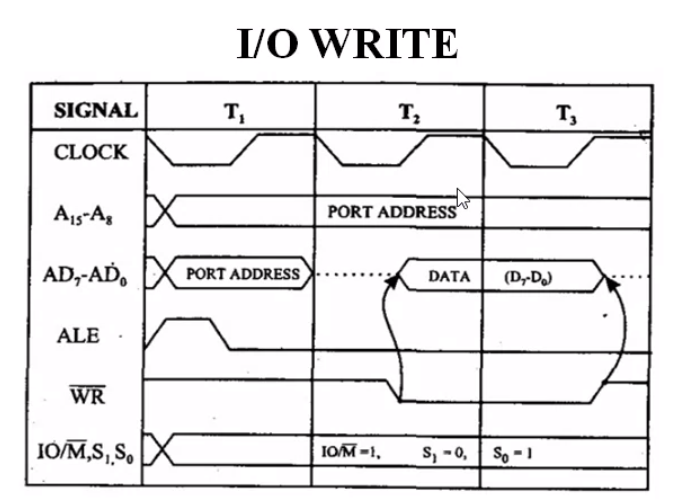 I/O WRITE
SIGNAL T₁ T₂ T₃
CLOCK
A₁₅-A₈ PORT ADDRESS
AD₇-AD₀ PORT ADDRESS DATA (D₇-D₀)
ALE
W̅R̅
IO/M̅,S₁,S₀ IO/M̅ =1, S₁ = 0, S₀ = 1